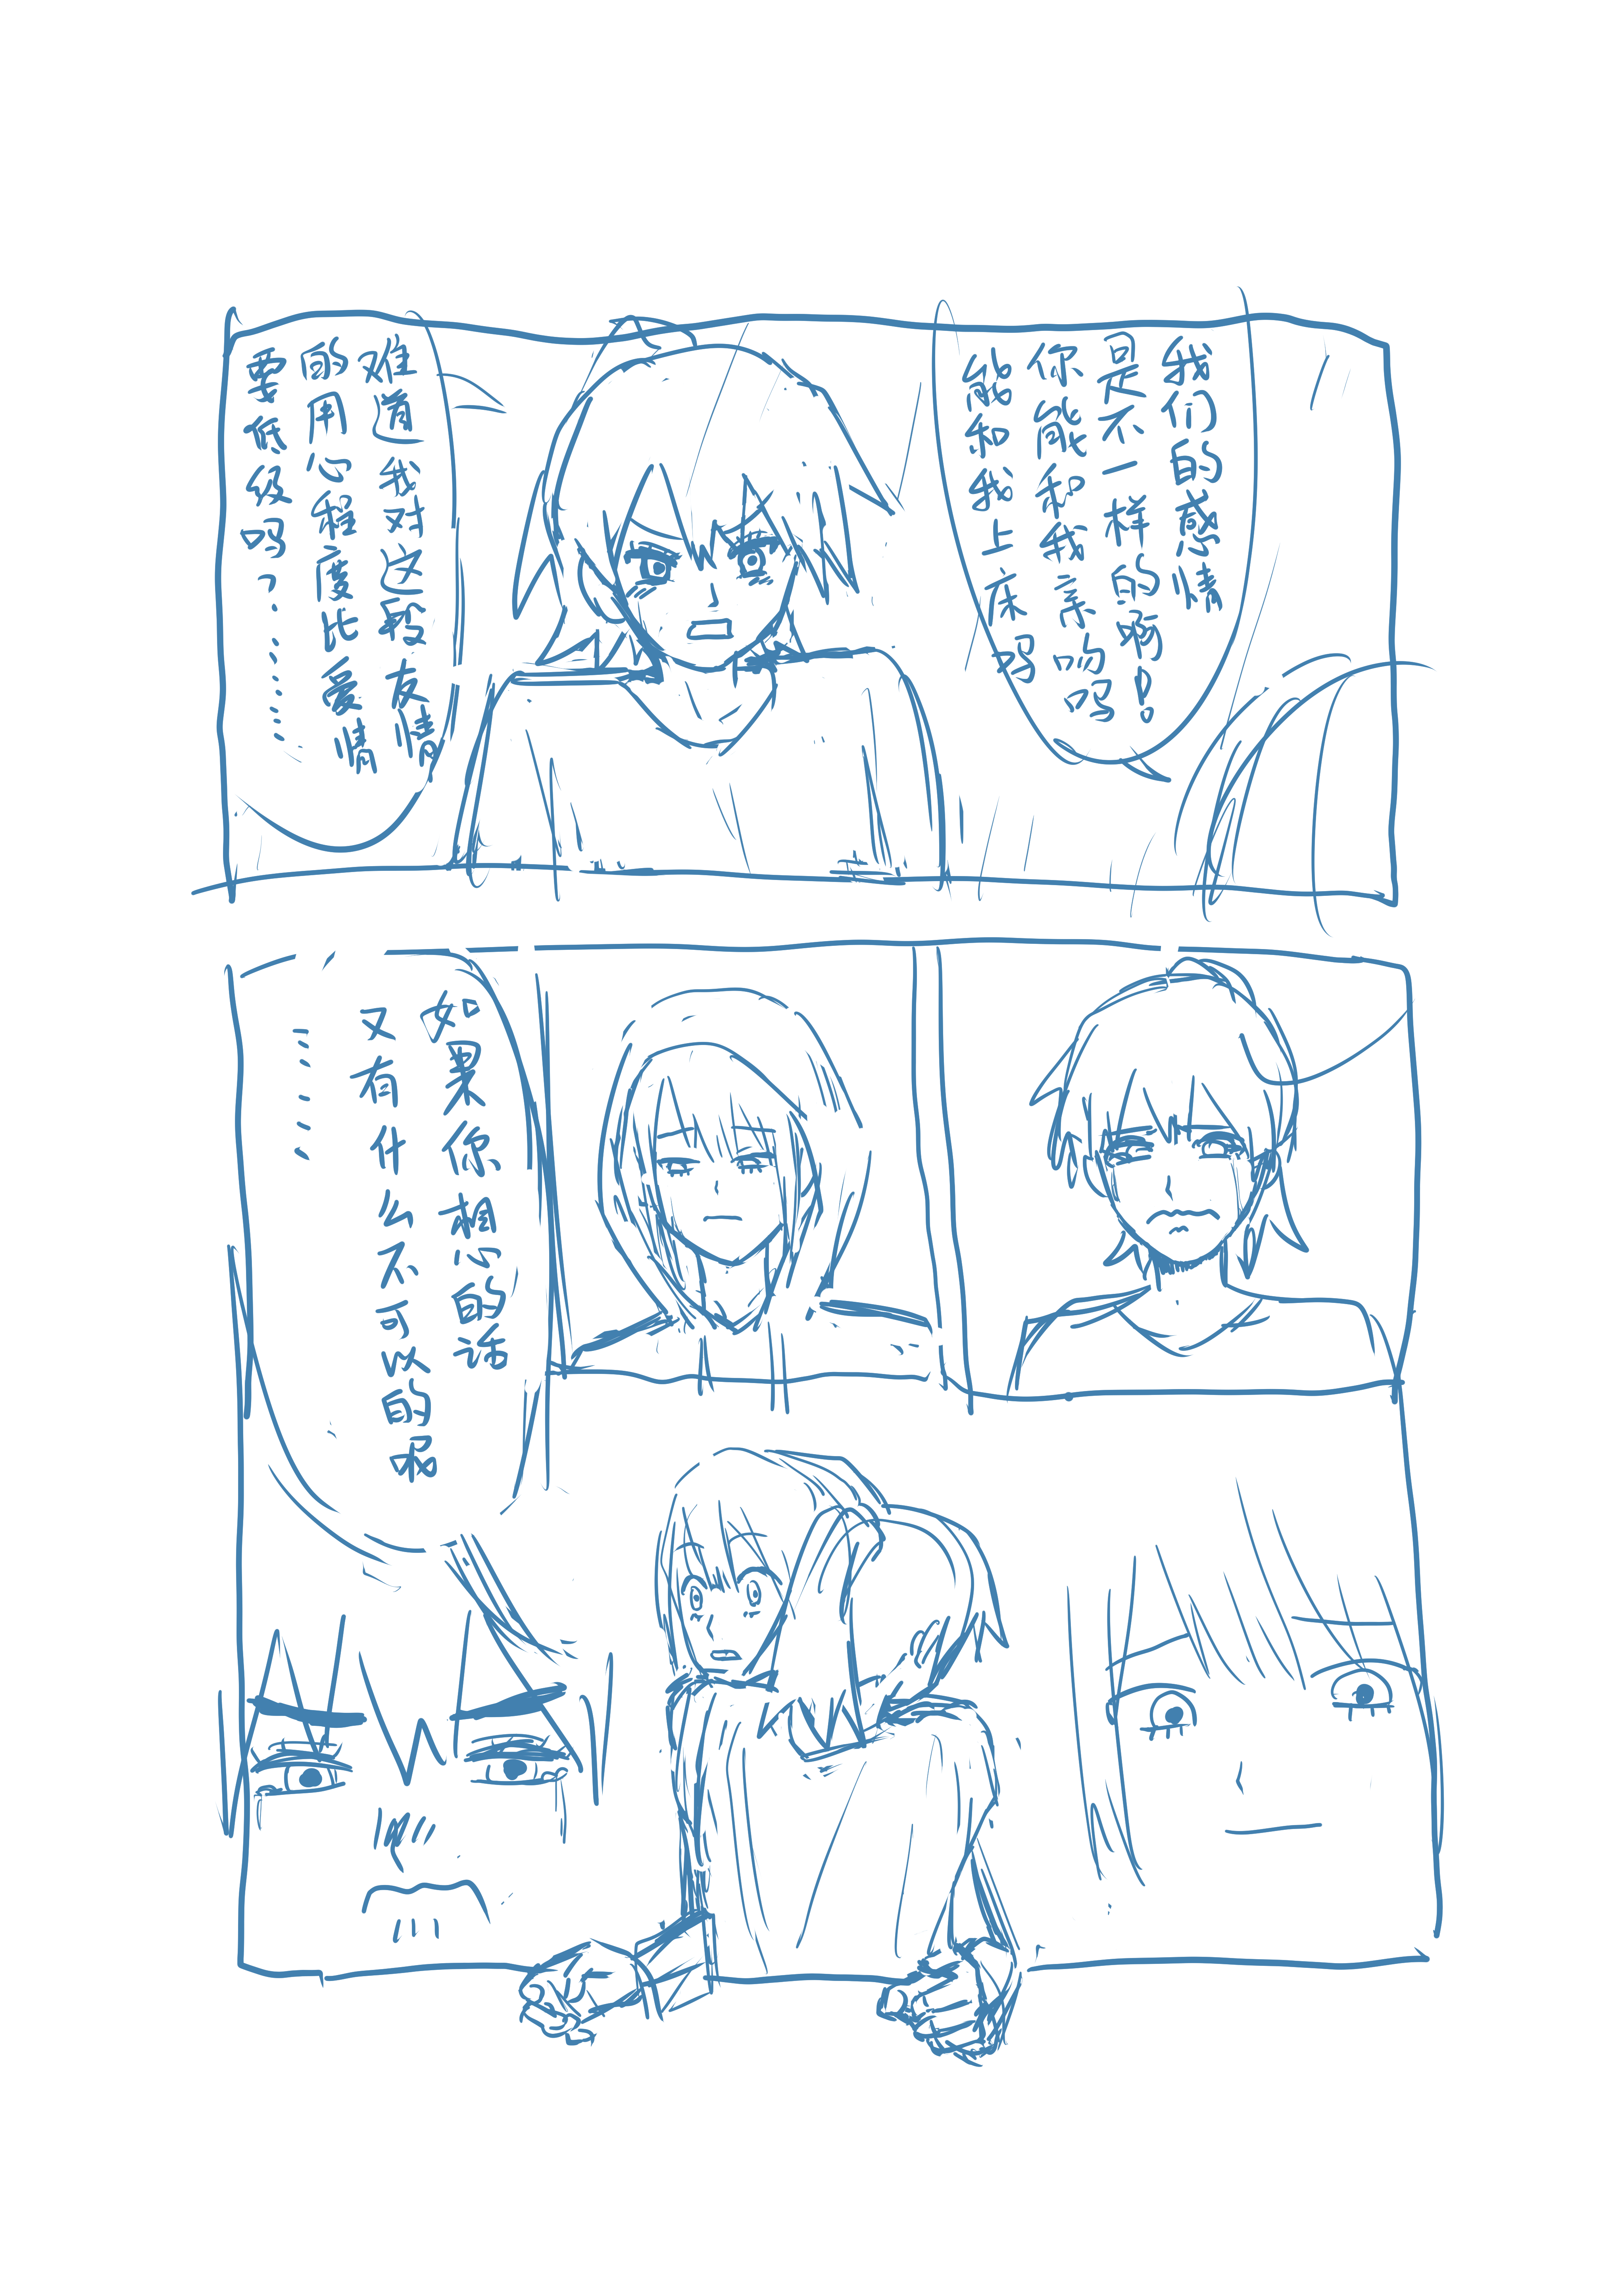 我们的感情
是不一样的啊!
你能和我亲吻吗
能和我上床吗
难道我对这段友情
的用心程度比爱情
要低级吗?……
如果你想的话
又有什么不可以的啊
……